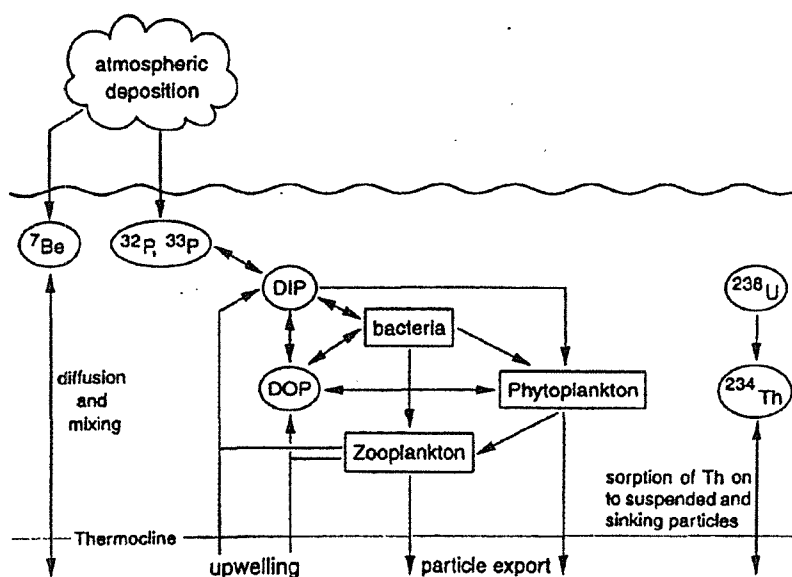 atmospheric
deposition
⁷Be
³²P, ³³P
DIP
²³⁸U
bacteria
diffusion
and
mixing
DOP
Phytoplankton
²³⁴Th
Zooplankton
sorption of Th on
to suspended and
sinking particles
Thermocline
upwelling
particle export